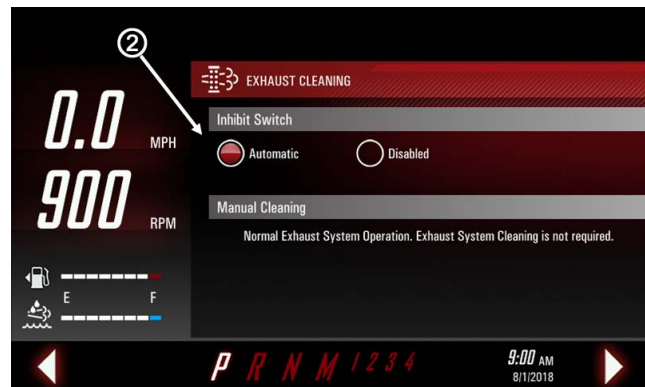 2
EXHAUST CLEANING
Inhibit Switch
Automatic Disabled
0.0 MPH
900 RPM
Manual Cleaning
Normal Exhaust System Operation. Exhaust System Cleaning is not required.
E F
P R N M 1 2 3 4
9:00 AM
8/1/2018